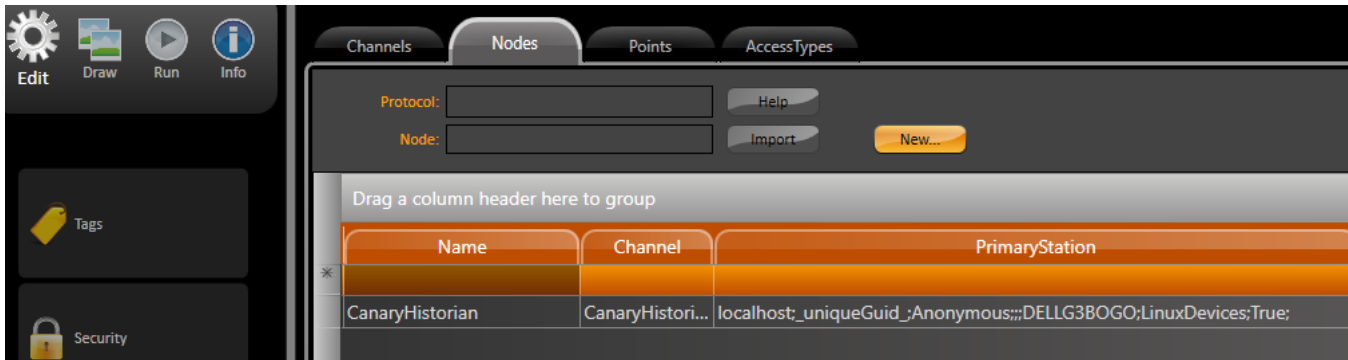 Edit Draw Run Info
Channels Nodes Points AccessTypes
Protocol: Help
Node: Import New...
Drag a column header here to group
Name Channel PrimaryStation
CanaryHistorian CanaryHistori... localhost;_uniqueGuid_;Anonymous;;;DELLG3BOGO;LinuxDevices;True;
Tags
Security